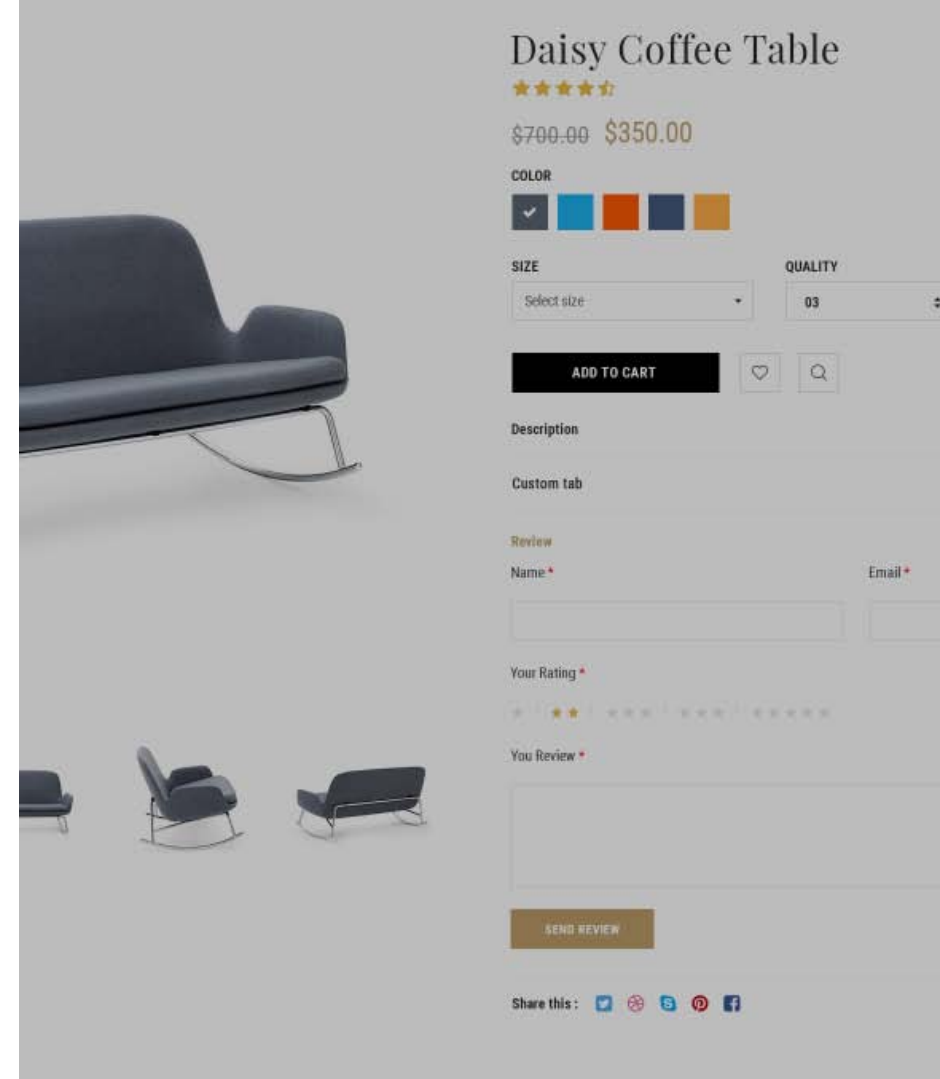 Daisy Coffee Table
$700.00 $350.00
COLOR
SIZE QUALITY
Select size 03
ADD TO CART
Description
Custom tab
Review
Name * Email *
Your Rating *
You Review *
SEND REVIEW
Share this :